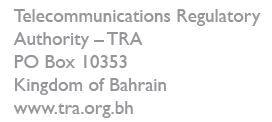 Telecommunications Regulatory
Authority – TRA
PO Box 10353
Kingdom of Bahrain
www.tra.org.bh